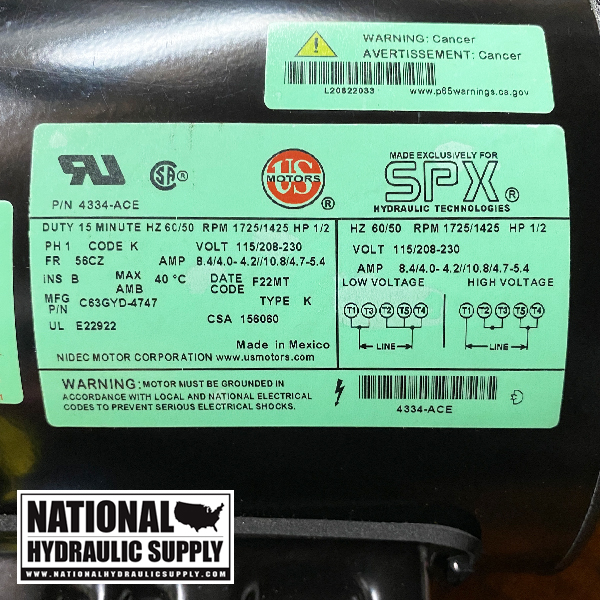 WARNING: Cancer
AVERTISSEMENT: Cancer
L20822033 www.p65warnings.ca.gov
P/N 4334-ACE
SA ®
US MOTORS ®
MADE EXCLUSIVELY FOR
SPX®
HYDRAULIC TECHNOLOGIES
DUTY 15 MINUTE HZ 60/50 RPM 1725/1425 HP 1/2
PH 1 CODE K VOLT 115/208-230
FR 56CZ AMP 8.4/4.0- 4.2//10.8/4.7-5.4
INS B MAX AMB 40 °C DATE CODE F22MT
MFG P/N C63GYD-4747 TYPE K
UL E22922 CSA 156060
Made in Mexico
NIDEC MOTOR CORPORATION www.usmotors.com
HZ 60/50 RPM 1725/1425 HP 1/2
VOLT 115/208-230
AMP 8.4/4.0- 4.2//10.8/4.7-5.4
LOW VOLTAGE HIGH VOLTAGE
T1 T3 T2 T5 T4 T1 T2 T3 T5 T4
LINE LINE
WARNING: MOTOR MUST BE GROUNDED IN
ACCORDANCE WITH LOCAL AND NATIONAL ELECTRICAL
CODES TO PREVENT SERIOUS ELECTRICAL SHOCKS.
4334-ACE
NATIONAL
HYDRAULIC SUPPLY
WWW.NATIONALHYDRAULICSUPPLY.COM